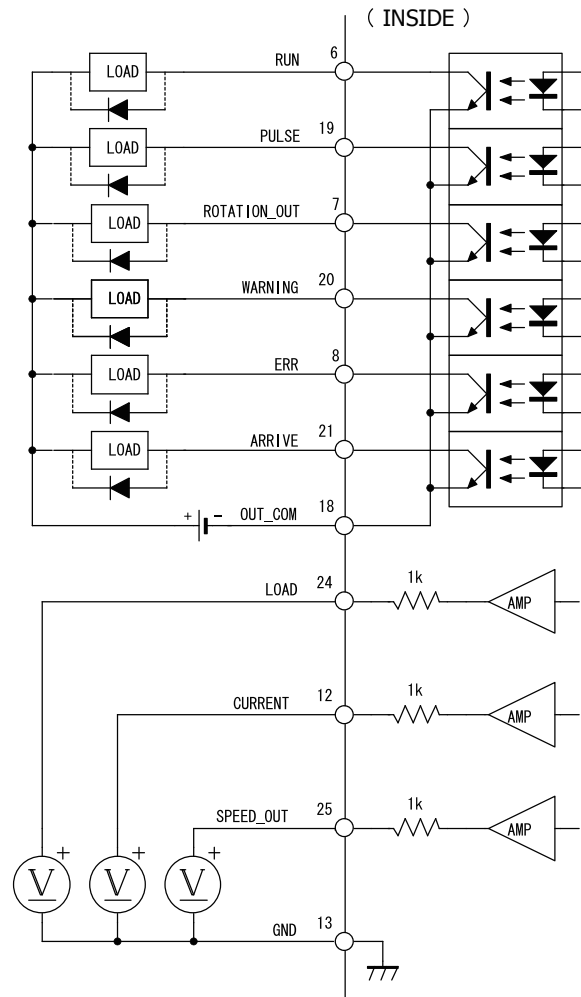 ( INSIDE )
LOAD RUN 6
LOAD PULSE 19
LOAD ROTATION_OUT 7
LOAD WARNING 20
LOAD ERR 8
LOAD ARRIVE 21
+ - OUT_COM 18
LOAD 24 1k AMP
CURRENT 12 1k AMP
SPEED_OUT 25 1k AMP
V + V + V +
GND 13